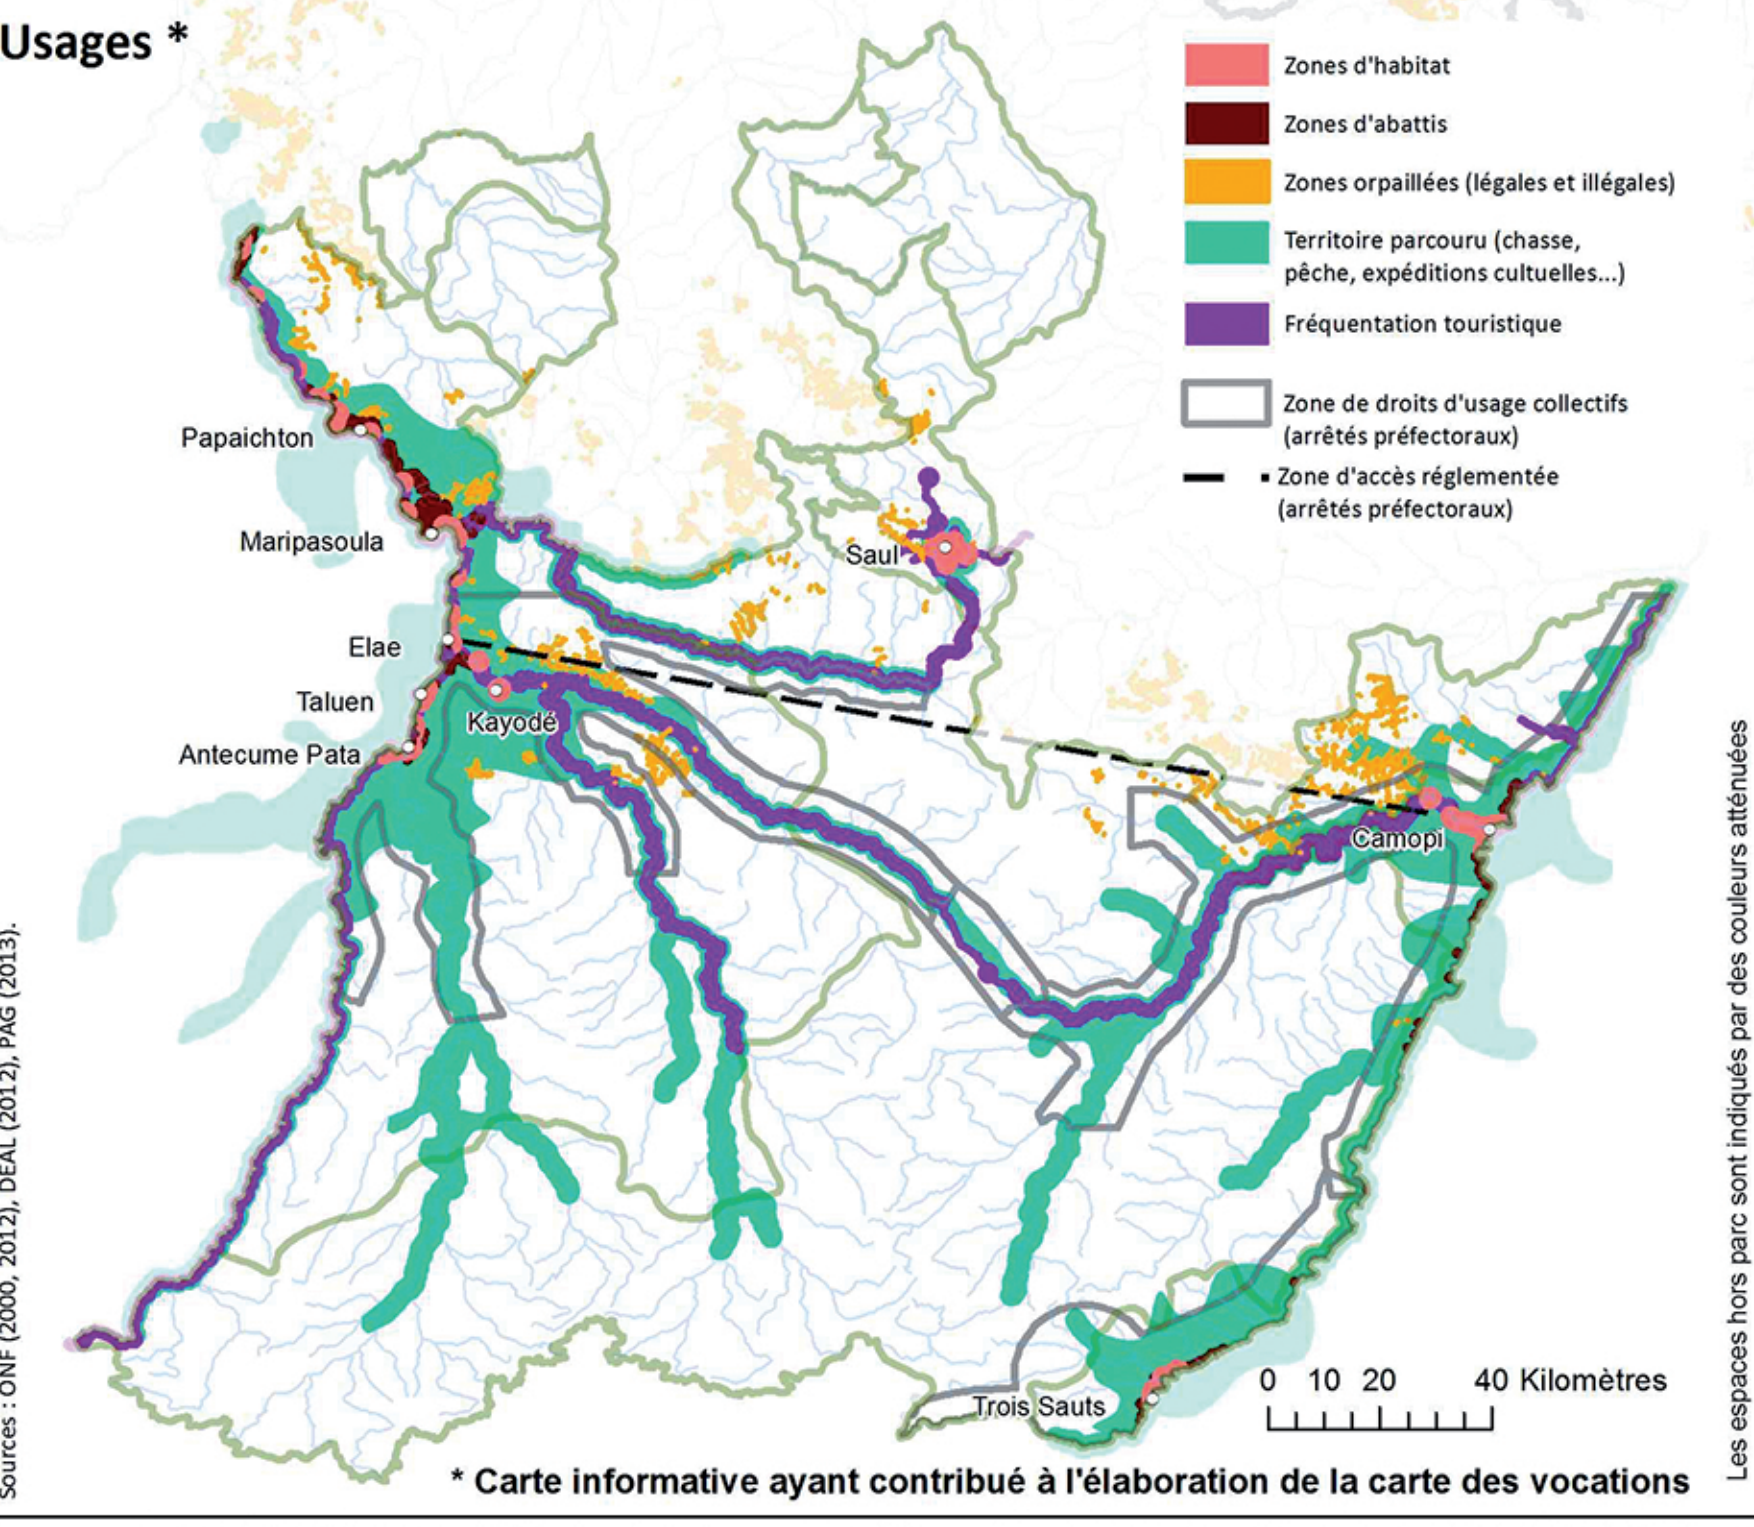 Usages *
Zones d'habitat
Zones d'abattis
Zones orpaillées (légales et illégales)
Territoire parcouru (chasse,
pêche, expéditions cultuelles...)
Fréquentation touristique
Zone de droits d'usage collectifs
(arrêtés préfectoraux)
Zone d'accès réglementée
(arrêtés préfectoraux)
Papaichton
Maripasoula
Saul
Elae
Taluen
Kayodé
Antecume Pata
Camopi
Trois Sauts
0 10 20 40 Kilomètres
* Carte informative ayant contribué à l'élaboration de la carte des vocations
Sources : ONF (2000, 2012), DEAL (2012), PAG (2013).
Les espaces hors parc sont indiqués par des couleurs atténuées